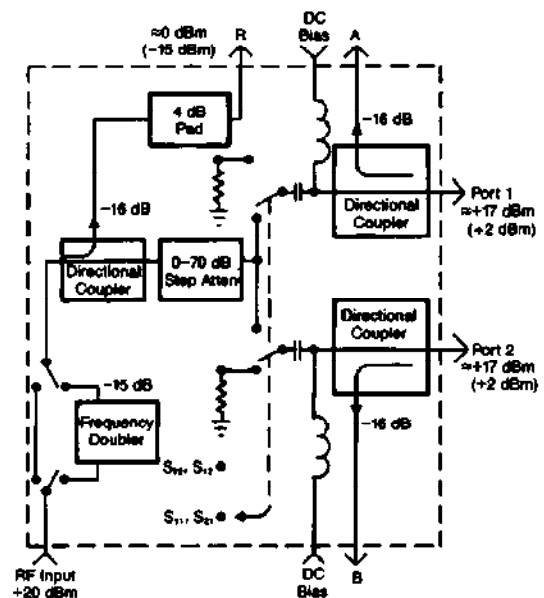 ≈0 dBm
(-15 dBm)
R
DC
Bias
A
4 dB
Pad
-16 dB
-16 dB
Directional
Coupler
Port 1
≈+17 dBm
(+2 dBm)
Directional
Coupler
0-70 dB
Step Atten
Directional
Coupler
Port 2
≈+17 dBm
(+2 dBm)
-15 dB
-16 dB
Frequency
Doubler
S₂₂, S₁₂
S₁₁, S₂₁
RF Input
+20 dBm
DC
Bias
B